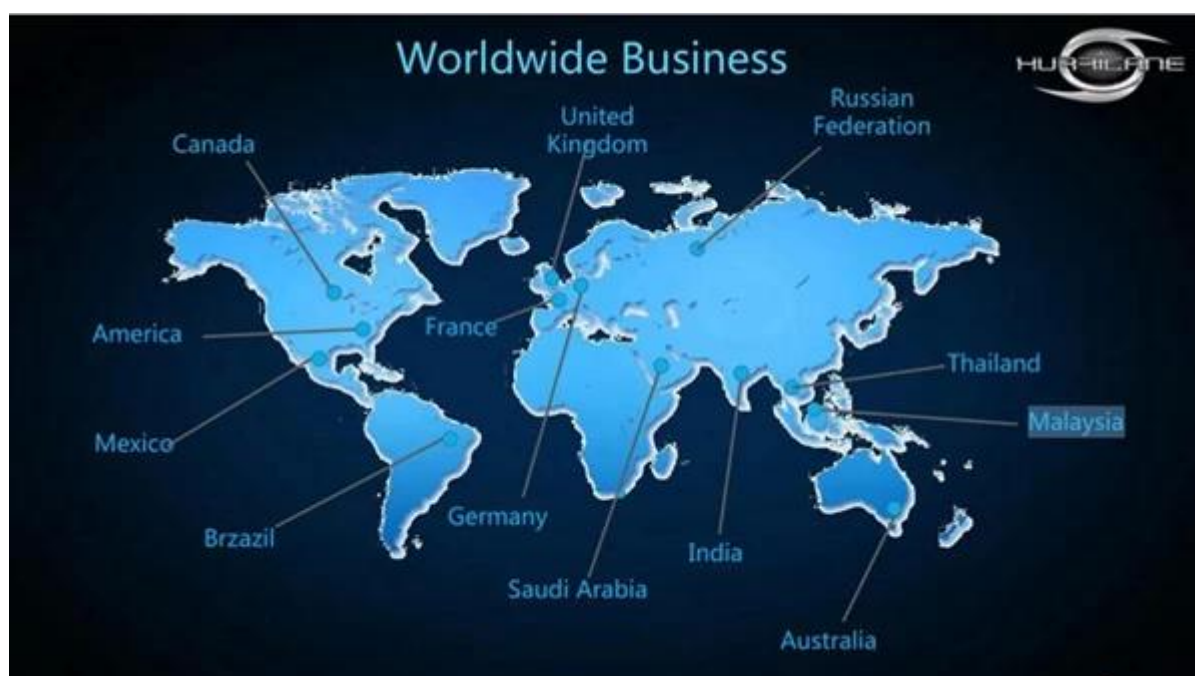 Worldwide Business
HURRICANE
Russian
Federation
United
Kingdom
Canada
America
France
Thailand
Malaysia
Mexico
Germany
Brzazil
India
Saudi Arabia
Australia